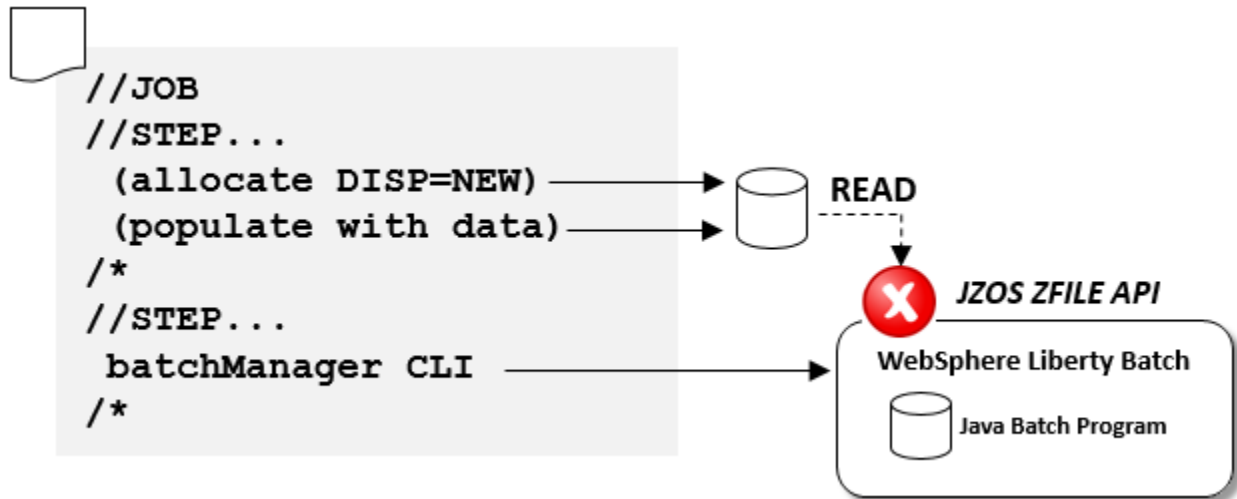 //JOB
//STEP...
(allocate DISP=NEW)
(populate with data)
/*
//STEP...
batchManager CLI
/*
READ
X
JZOS ZFILE API
WebSphere Liberty Batch
Java Batch Program